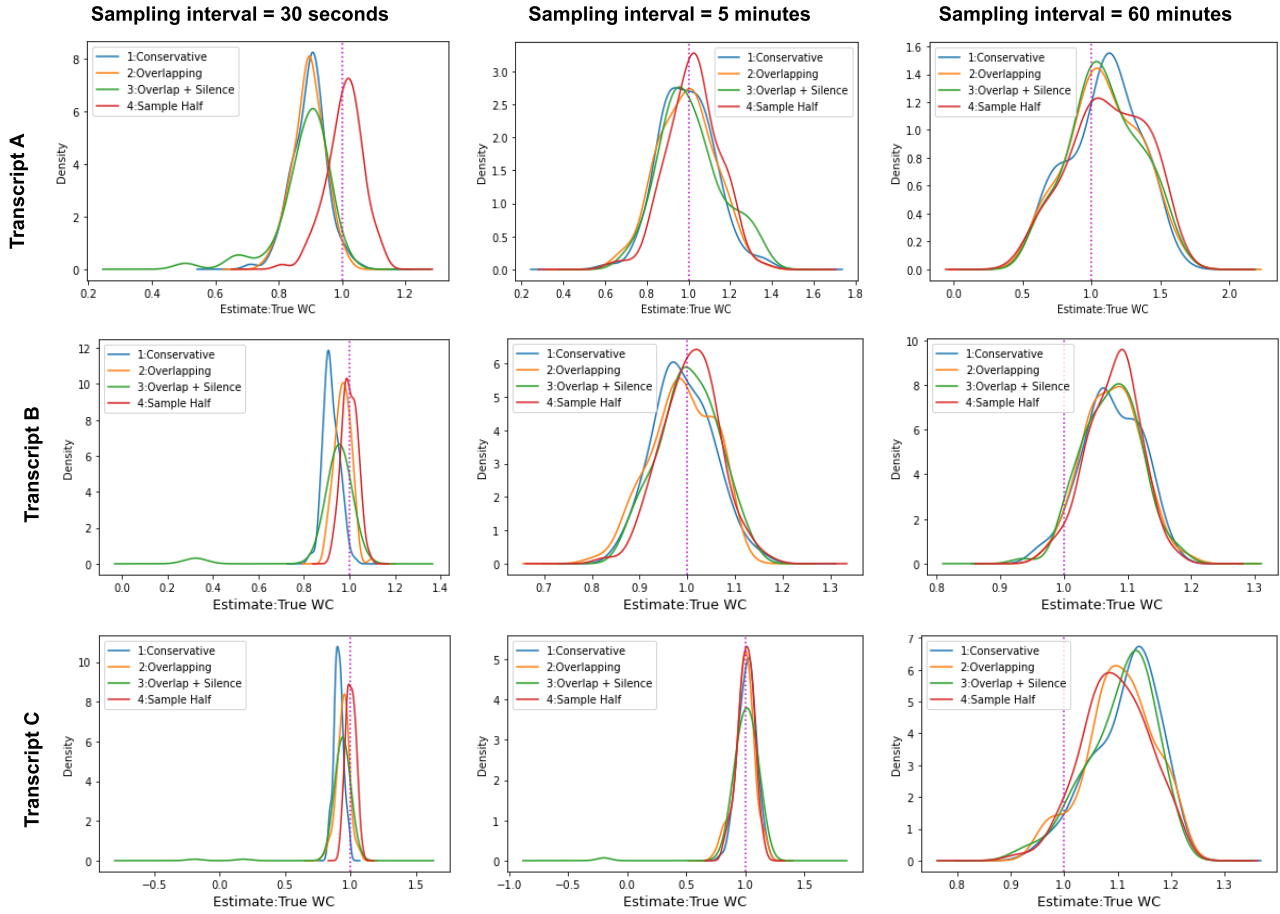 Sampling interval = 30 seconds
Sampling interval = 5 minutes
Sampling interval = 60 minutes
Transcript A
Density
8
6
4
2
0
1:Conservative
2:Overlapping
3:Overlap + Silence
4:Sample Half
0.2 0.4 0.6 0.8 1.0 1.2
Estimate:True WC
Density
3.0
2.5
2.0
1.5
1.0
0.5
0.0
1:Conservative
2:Overlapping
3:Overlap + Silence
4:Sample Half
0.2 0.4 0.6 0.8 1.0 1.2 1.4 1.6 1.8
Estimate:True WC
Density
1.6
1.4
1.2
1.0
0.8
0.6
0.4
0.2
0.0
1:Conservative
2:Overlapping
3:Overlap + Silence
4:Sample Half
0.0 0.5 1.0 1.5 2.0
Estimate:True WC
Transcript B
Density
12
10
8
6
4
2
0
1:Conservative
2:Overlapping
3:Overlap + Silence
4:Sample Half
0.0 0.2 0.4 0.6 0.8 1.0 1.2 1.4
Estimate:True WC
Density
6
5
4
3
2
1
0
1:Conservative
2:Overlapping
3:Overlap + Silence
4:Sample Half
0.7 0.8 0.9 1.0 1.1 1.2 1.3
Estimate:True WC
Density
10
8
6
4
2
0
1:Conservative
2:Overlapping
3:Overlap + Silence
4:Sample Half
0.8 0.9 1.0 1.1 1.2 1.3
Estimate:True WC
Transcript C
Density
10
8
6
4
2
0
1:Conservative
2:Overlapping
3:Overlap + Silence
4:Sample Half
−0.5 0.0 0.5 1.0 1.5
Estimate:True WC
Density
5
4
3
2
1
0
1:Conservative
2:Overlapping
3:Overlap + Silence
4:Sample Half
−1.0 −0.5 0.0 0.5 1.0 1.5
Estimate:True WC
Density
7
6
5
4
3
2
1
0
1:Conservative
2:Overlapping
3:Overlap + Silence
4:Sample Half
0.8 0.9 1.0 1.1 1.2 1.3
Estimate:True WC